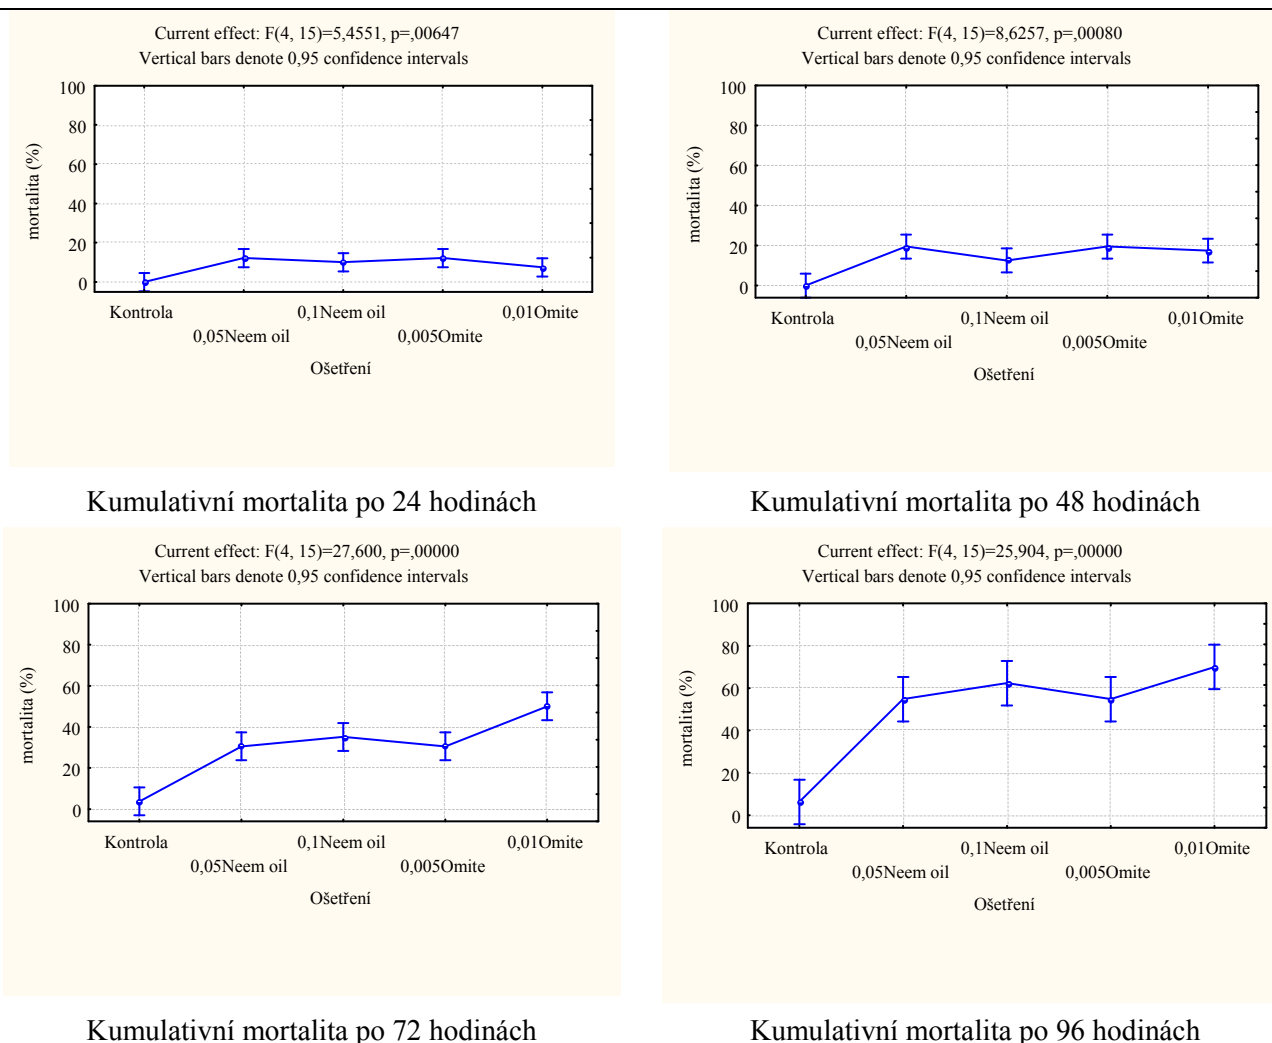 Current effect: F(4, 15)=5,4551, p=,00647
Vertical bars denote 0,95 confidence intervals
100
80
60
40
20
0
mortalita (%)
Kontrola
0,1Neem oil
0,01Omite
0,05Neem oil
0,005Omite
Ošetření
Kumulativní mortalita po 24 hodinách
Current effect: F(4, 15)=8,6257, p=,00080
Vertical bars denote 0,95 confidence intervals
100
80
60
40
20
0
mortalita (%)
Kontrola
0,1Neem oil
0,01Omite
0,05Neem oil
0,005Omite
Ošetření
Kumulativní mortalita po 48 hodinách
Current effect: F(4, 15)=27,600, p=,00000
Vertical bars denote 0,95 confidence intervals
100
80
60
40
20
0
mortalita (%)
Kontrola
0,1Neem oil
0,01Omite
0,05Neem oil
0,005Omite
Ošetření
Kumulativní mortalita po 72 hodinách
Current effect: F(4, 15)=25,904, p=,00000
Vertical bars denote 0,95 confidence intervals
100
80
60
40
20
0
mortalita (%)
Kontrola
0,1Neem oil
0,01Omite
0,05Neem oil
0,005Omite
Ošetření
Kumulativní mortalita po 96 hodinách